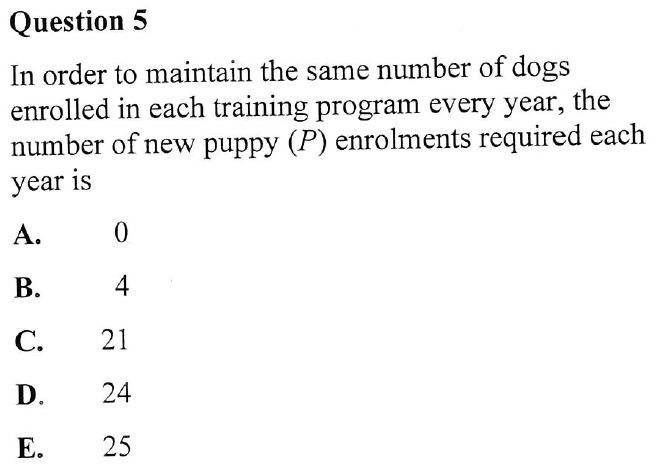 Question 5
In order to maintain the same number of dogs
enrolled in each training program every year, the
number of new puppy (P) enrolments required each
year is
A. 0
B. 4
C. 21
D. 24
E. 25